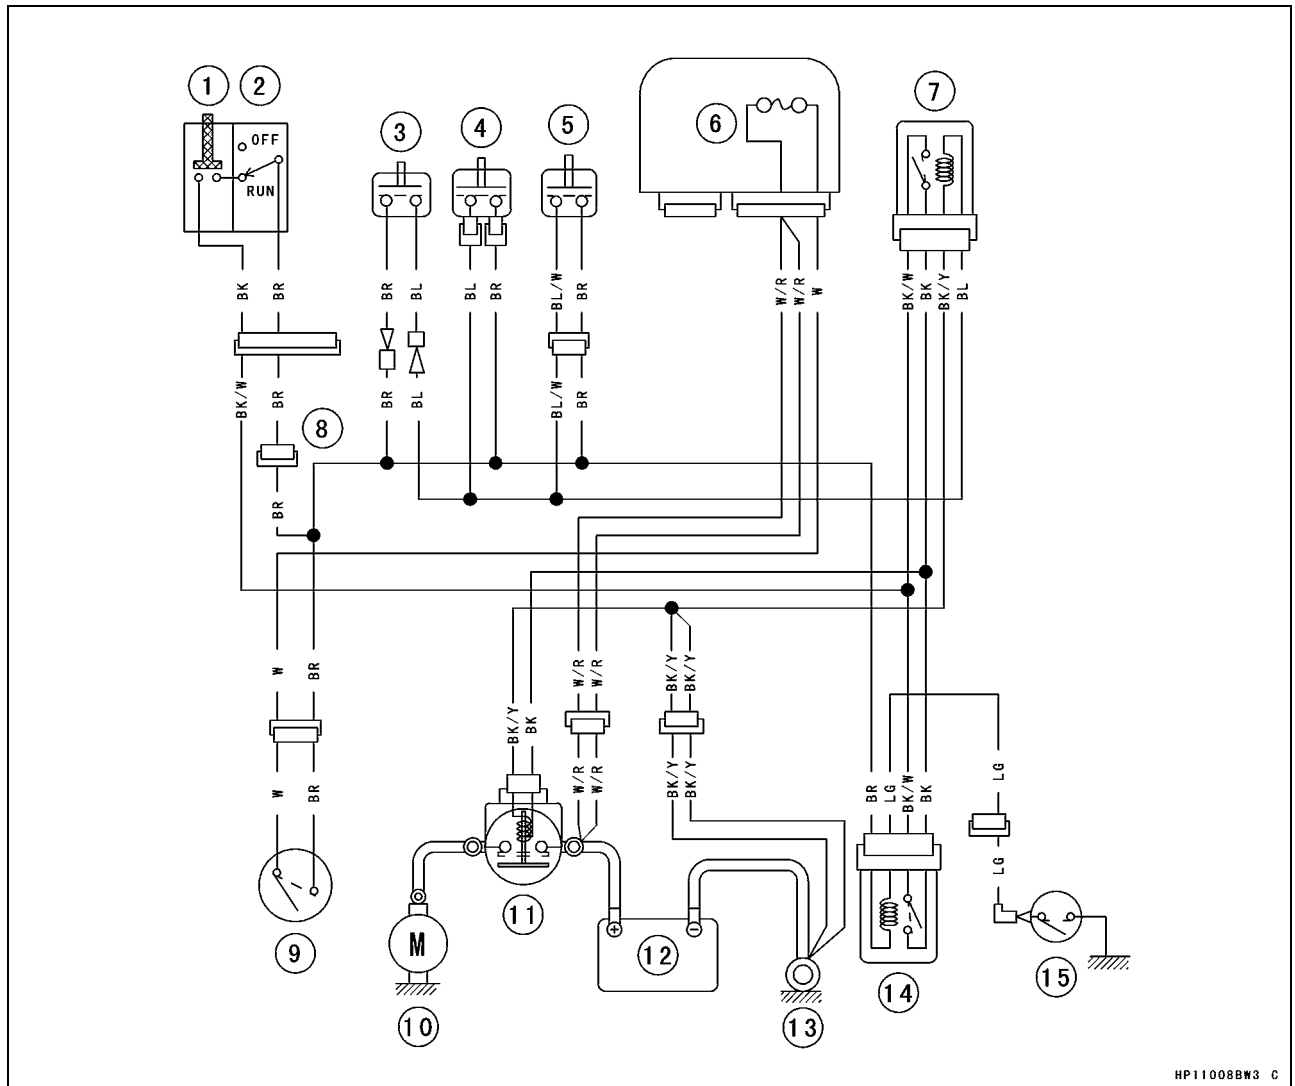 1 2 3 4 5 6 7
OFF
RUN
BK BR BR BL BL BR BL/W BR W/R W/R W BK/W BK BK/Y BL
BK/W BR BR BL BL/W BR
8
BR
W BR W/R W/R BK/Y BK/Y
BK/Y BK
W BR W/R W/R BK/Y BK/Y BR LG BK/W BK LG
LG
M
+ −
9 10 11 12 13 14 15
HP11008BW3 C